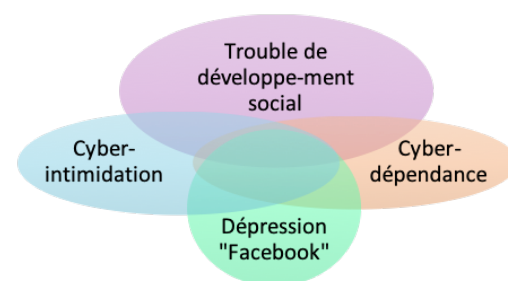 Trouble de
développe-ment
social
Cyber-
intimidation
Cyber-
dépendance
Dépression
"Facebook"